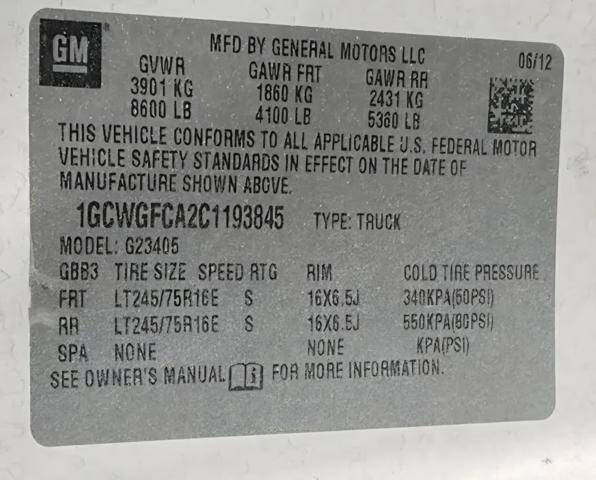 GM
MFD BY GENERAL MOTORS LLC 06/12
GVWR GAWR FRT GAWR RR
3901 KG 1860 KG 2431 KG
8600 LB 4100 LB 5360 LB
THIS VEHICLE CONFORMS TO ALL APPLICABLE U.S. FEDERAL MOTOR
VEHICLE SAFETY STANDARDS IN EFFECT ON THE DATE OF
MANUFACTURE SHOWN ABOVE.
1GCWGFCA2C1193845 TYPE: TRUCK
MODEL: G23405
GBB3 TIRE SIZE SPEED RTG RIM COLD TIRE PRESSURE
FRT LT245/75R16E S 16X6.5J 340KPA(50PSI)
RR LT245/75R16E S 16X6.5J 550KPA(80PSI)
SPA NONE NONE KPA(PSI)
SEE OWNER'S MANUAL i FOR MORE INFORMATION.